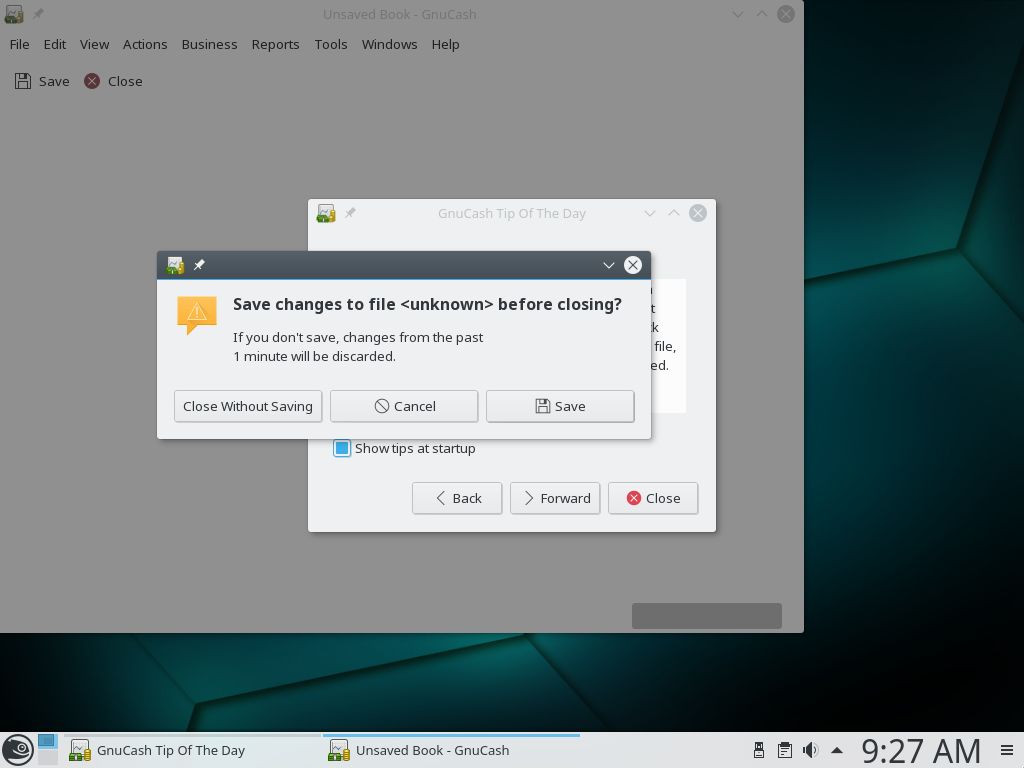 Unsaved Book - GnuCash
File Edit View Actions Business Reports Tools Windows Help
Save Close
GnuCash Tip Of The Day
Save changes to file <unknown> before closing?
If you don't save, changes from the past
1 minute will be discarded.
file,
Close Without Saving Cancel Save
Show tips at startup
Back Forward Close
GnuCash Tip Of The Day Unsaved Book - GnuCash 9:27 AM